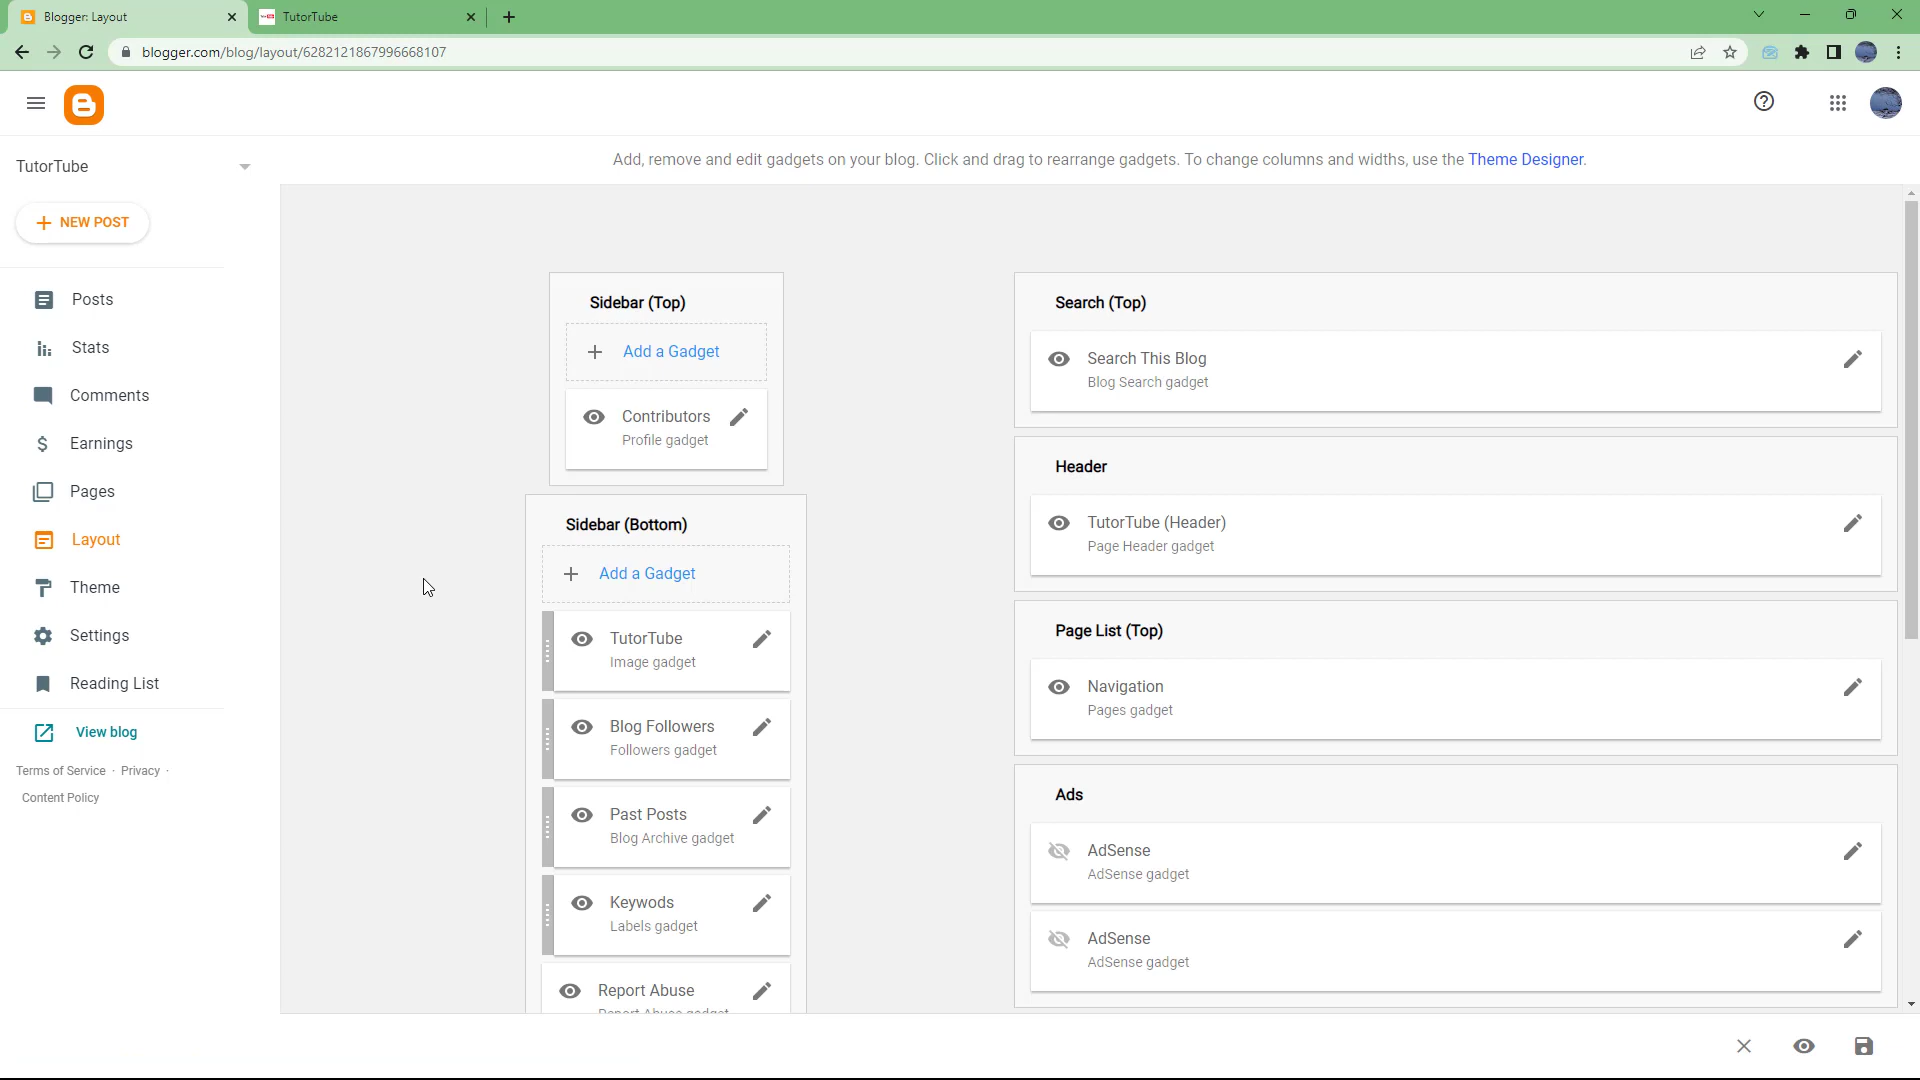 Blogger: Layout
TutorTube
blogger.com/blog/layout/6282121867996668107
TutorTube
NEW POST
Posts
Stats
Comments
Earnings
Pages
Layout
Theme
Settings
Reading List
View blog
Terms of Service · Privacy ·
Content Policy
Add, remove and edit gadgets on your blog. Click and drag to rearrange gadgets. To change columns and widths, use the Theme Designer.
Sidebar (Top)
Add a Gadget
Contributors
Profile gadget
Sidebar (Bottom)
Add a Gadget
TutorTube
Image gadget
Blog Followers
Followers gadget
Past Posts
Blog Archive gadget
Keywods
Labels gadget
Report Abuse
Report Abuse gadget
Search (Top)
Search This Blog
Blog Search gadget
Header
TutorTube (Header)
Page Header gadget
Page List (Top)
Navigation
Pages gadget
Ads
AdSense
AdSense gadget
AdSense
AdSense gadget